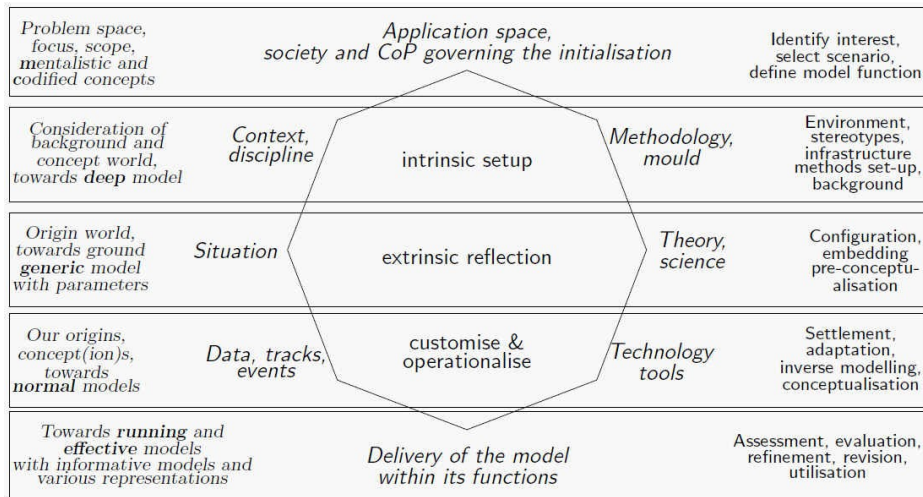 Problem space,
focus, scope,
mentalistic and
codified concepts
Application space,
society and CoP governing the initialisation
Identify interest,
select scenario,
define model function
Consideration of
background and
concept world,
towards deep model
Context,
discipline
intrinsic setup
Methodology,
mould
Environment,
stereotypes,
infrastructure
methods set-up,
background
Origin world,
towards ground
generic model
with parameters
Situation
extrinsic reflection
Theory,
science
Configuration,
embedding
pre-conceptu-
alisation
Our origins,
concept(ion)s,
towards
normal models
Data, tracks,
events
customise &
operationalise
Technology
tools
Settlement,
adaptation,
inverse modelling,
conceptualisation
Towards running and
effective models
with informative models and
various representations
Delivery of the model
within its functions
Assessment, evaluation,
refinement, revision,
utilisation